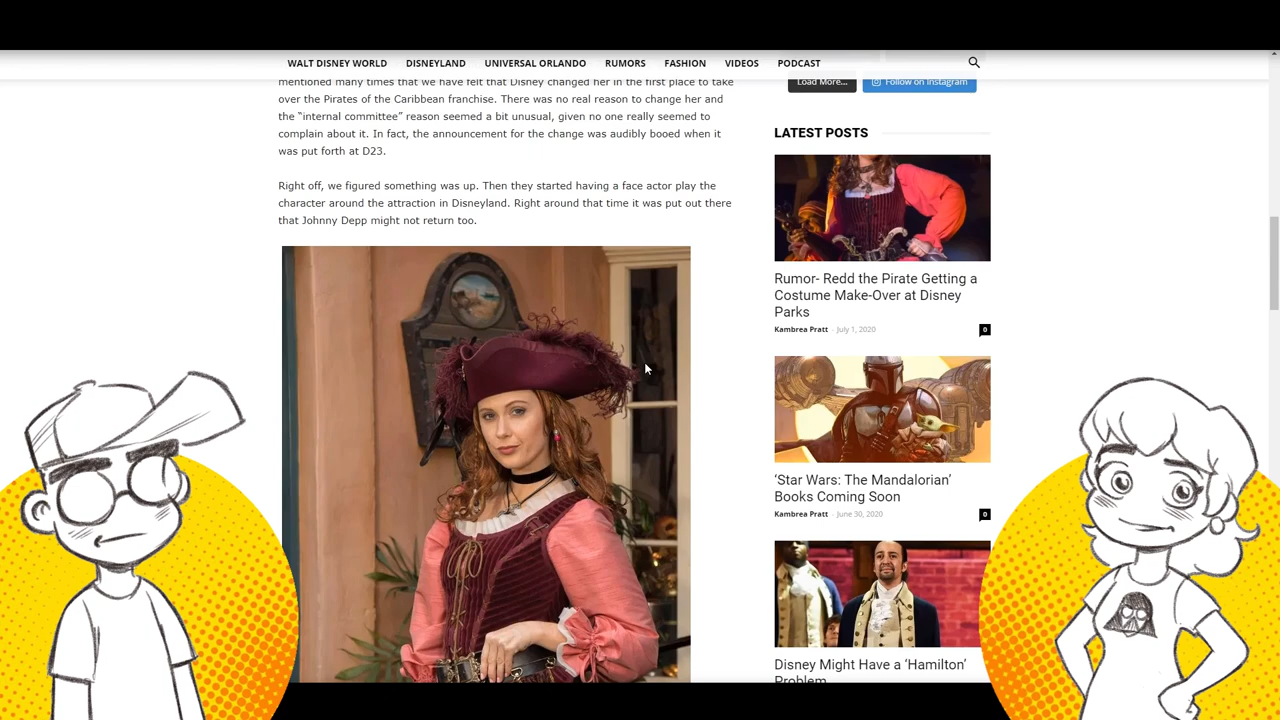 WALT DISNEY WORLD DISNEYLAND UNIVERSAL ORLANDO RUMORS FASHION VIDEOS PODCAST
mentioned many times that we have felt that Disney changed her in the first place to take
over the Pirates of the Caribbean franchise. There was no real reason to change her and
the “internal committee” reason seemed a bit unusual, given no one really seemed to
complain about it. In fact, the announcement for the change was audibly booed when it
was put forth at D23.
Right off, we figured something was up. Then they started having a face actor play the
character around the attraction in Disneyland. Right around that time it was put out there
that Johnny Depp might not return too.
Load More... Follow on Instagram
LATEST POSTS
Rumor- Redd the Pirate Getting a
Costume Make-Over at Disney
Parks
Kambrea Pratt - July 1, 2020 0
‘Star Wars: The Mandalorian’
Books Coming Soon
Kambrea Pratt - June 30, 2020 0
Disney Might Have a ‘Hamilton’
Problem